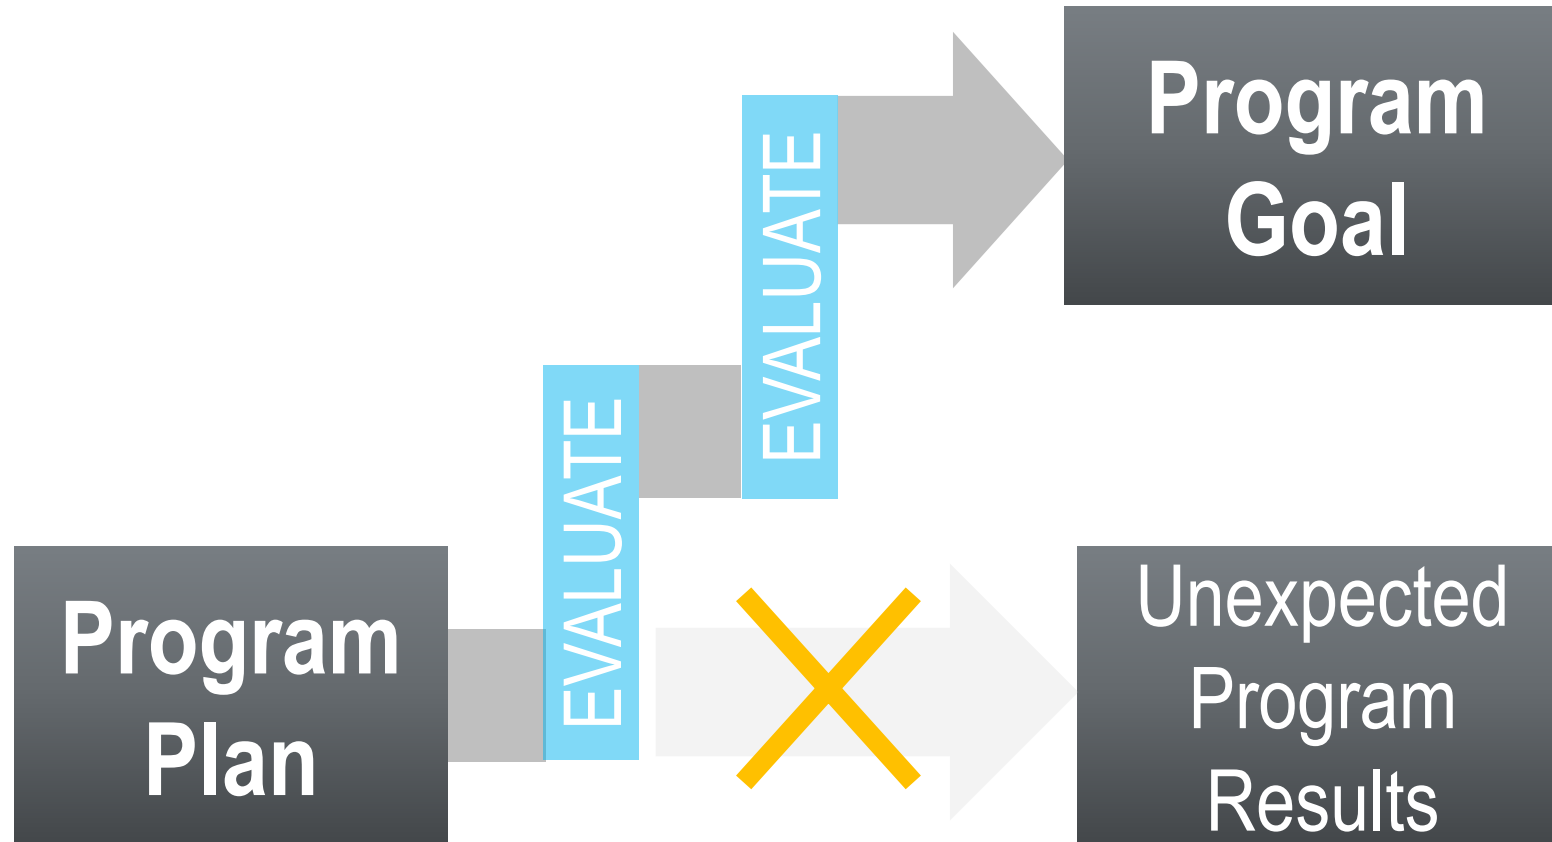 Program
Goal
EVALUATE
EVALUATE
Program
Plan
Unexpected
Program
Results